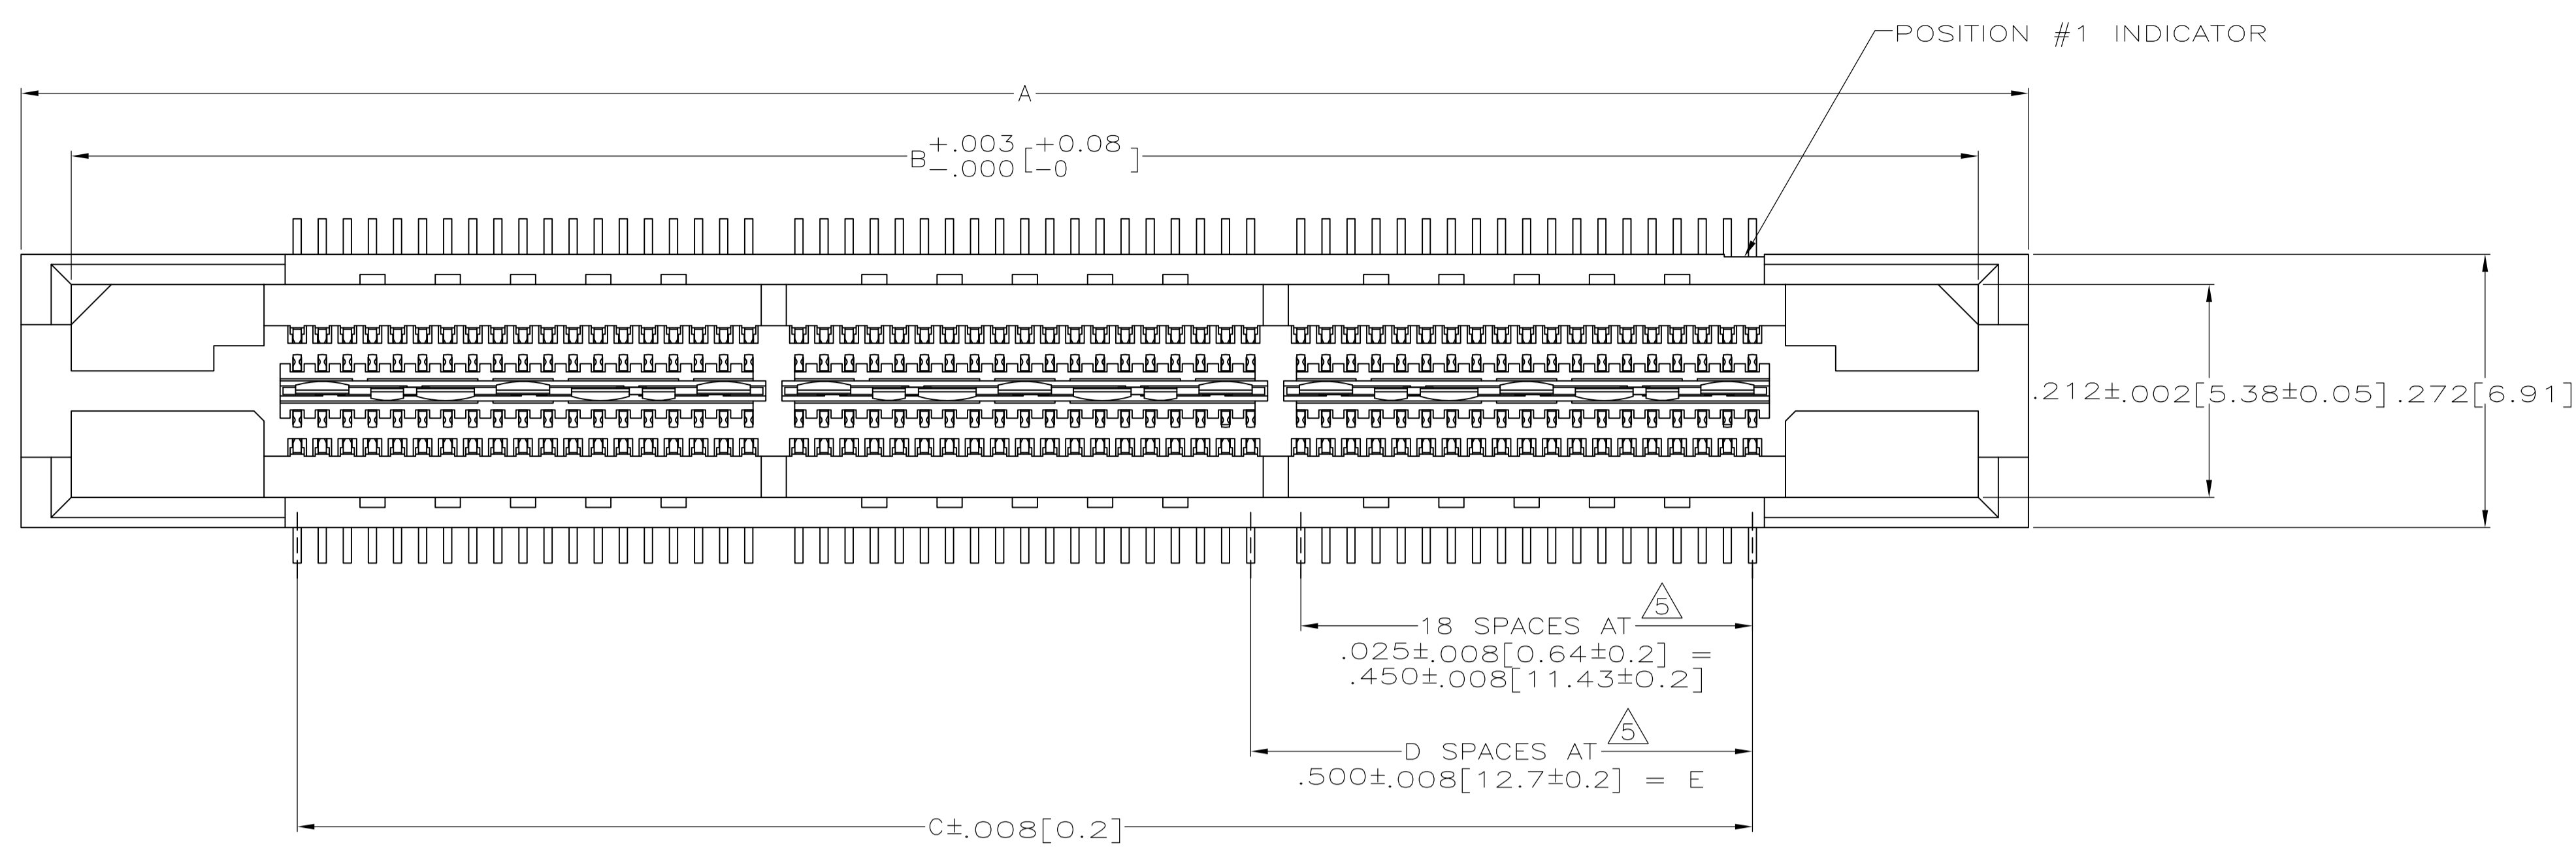 POSITION #1 INDICATOR
A
B +.003 -.000 [+0.08 -0]
.212±.002[5.38±0.05]
.272[6.91]
5
18 SPACES AT
.025±.008[0.64±0.2] =
.450±.008[11.43±0.2]
5
D SPACES AT
.500±.008[12.7±0.2] = E
C±.008[0.2]